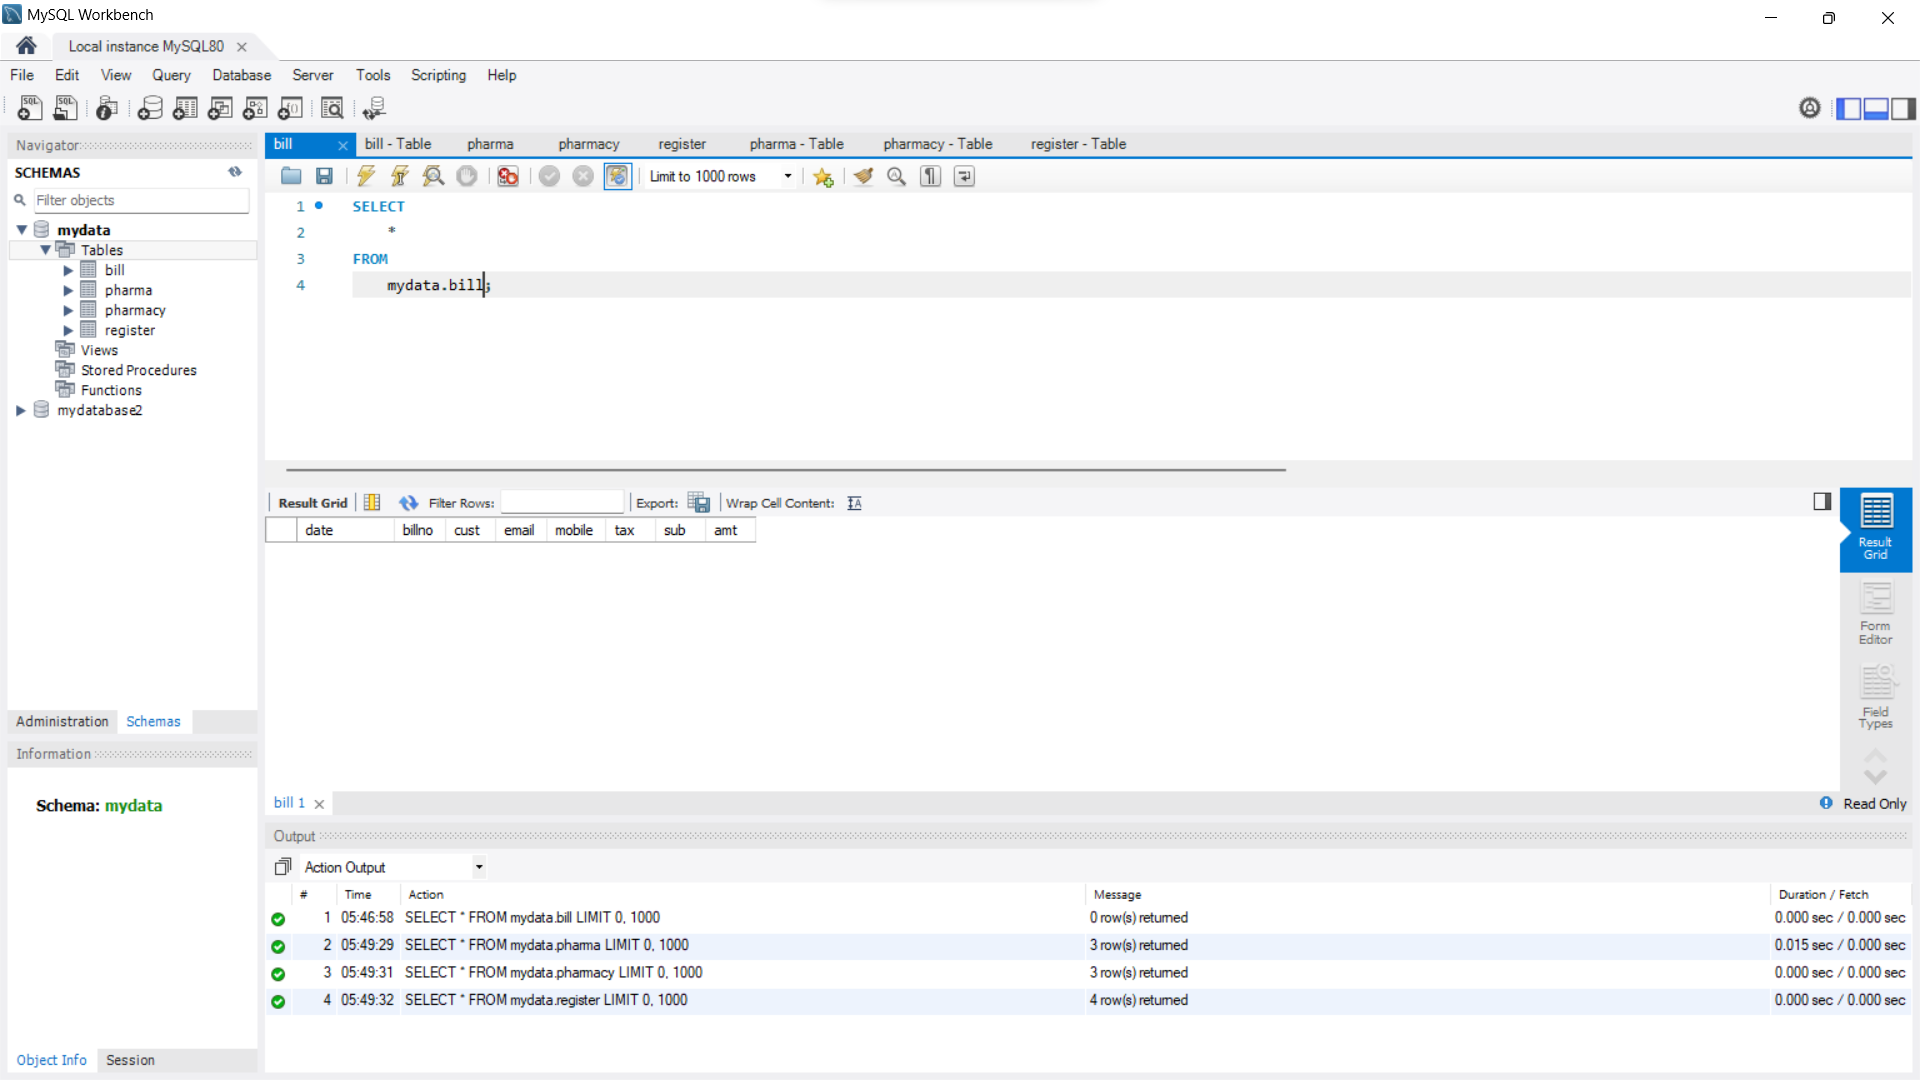 MySQL Workbench
Local instance MySQL80
File Edit View Query Database Server Tools Scripting Help
Navigator
SCHEMAS
Filter objects
mydata
Tables
bill
pharma
pharmacy
register
Views
Stored Procedures
Functions
mydatabase2
Administration Schemas
Information
Schema: mydata
Object Info Session
bill bill - Table pharma pharmacy register pharma - Table pharmacy - Table register - Table
Limit to 1000 rows
1 SELECT
2 *
3 FROM
4 mydata.bill;
Result Grid Filter Rows: Export: Wrap Cell Content:
date billno cust email mobile tax sub amt
Result
Grid
Form
Editor
Field
Types
bill 1
Read Only
Output
Action Output
# Time Action Message Duration / Fetch
1 05:46:58 SELECT * FROM mydata.bill LIMIT 0, 1000 0 row(s) returned 0.000 sec / 0.000 sec
2 05:49:29 SELECT * FROM mydata.pharma LIMIT 0, 1000 3 row(s) returned 0.015 sec / 0.000 sec
3 05:49:31 SELECT * FROM mydata.pharmacy LIMIT 0, 1000 3 row(s) returned 0.000 sec / 0.000 sec
4 05:49:32 SELECT * FROM mydata.register LIMIT 0, 1000 4 row(s) returned 0.000 sec / 0.000 sec